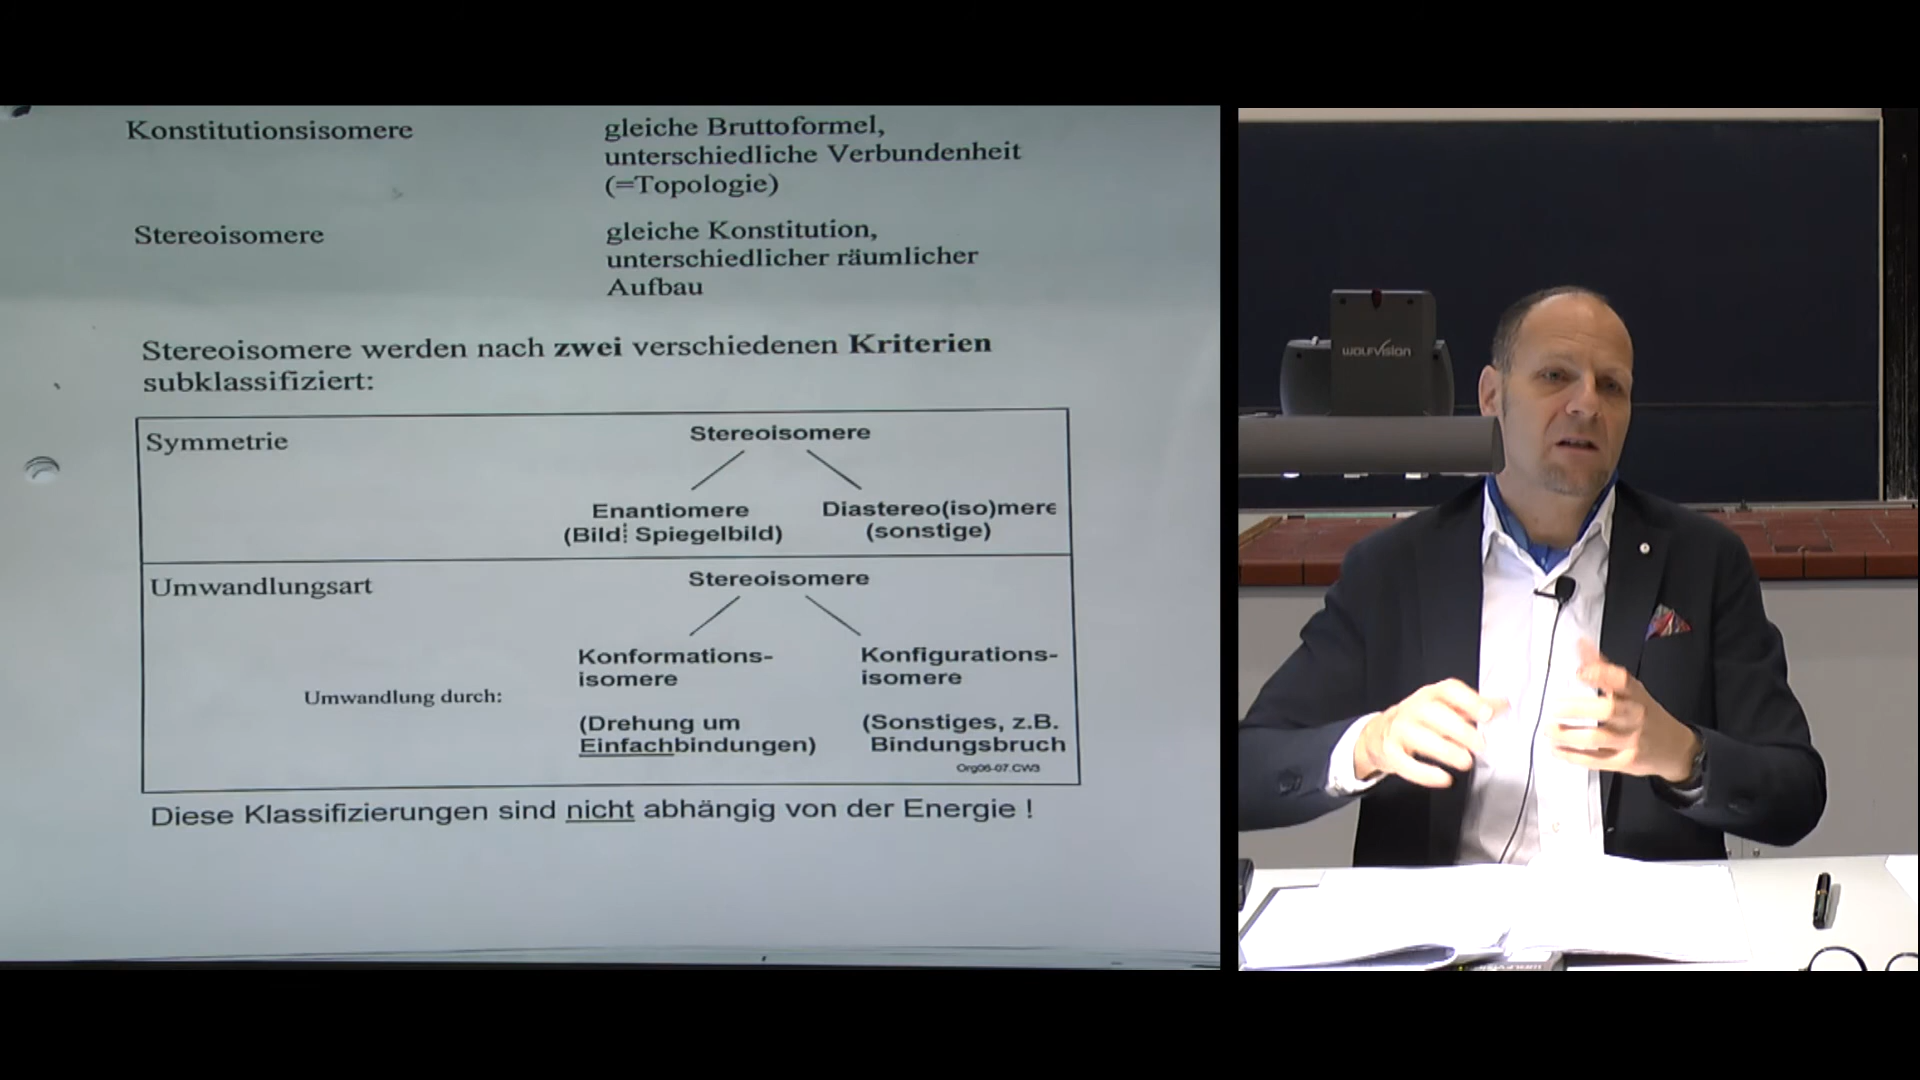 Konstitutionsisomere
gleiche Bruttoformel,
unterschiedliche Verbundenheit
(=Topologie)
Stereoisomere
gleiche Konstitution,
unterschiedlicher räumlicher
Aufbau
Stereoisomere werden nach zwei verschiedenen Kriterien
subklassifiziert:
Symmetrie
Stereoisomere
Enantiomere
(Bild⁞ Spiegelbild)
Diastereo(iso)mere
(sonstige)
Umwandlungsart
Stereoisomere
Umwandlung durch:
Konformations-
isomere
(Drehung um
Einfachbindungen)
Konfigurations-
isomere
(Sonstiges, z.B.
Bindungsbruch
Org06-07.CW3
Diese Klassifizierungen sind nicht abhängig von der Energie !
WOLFVision